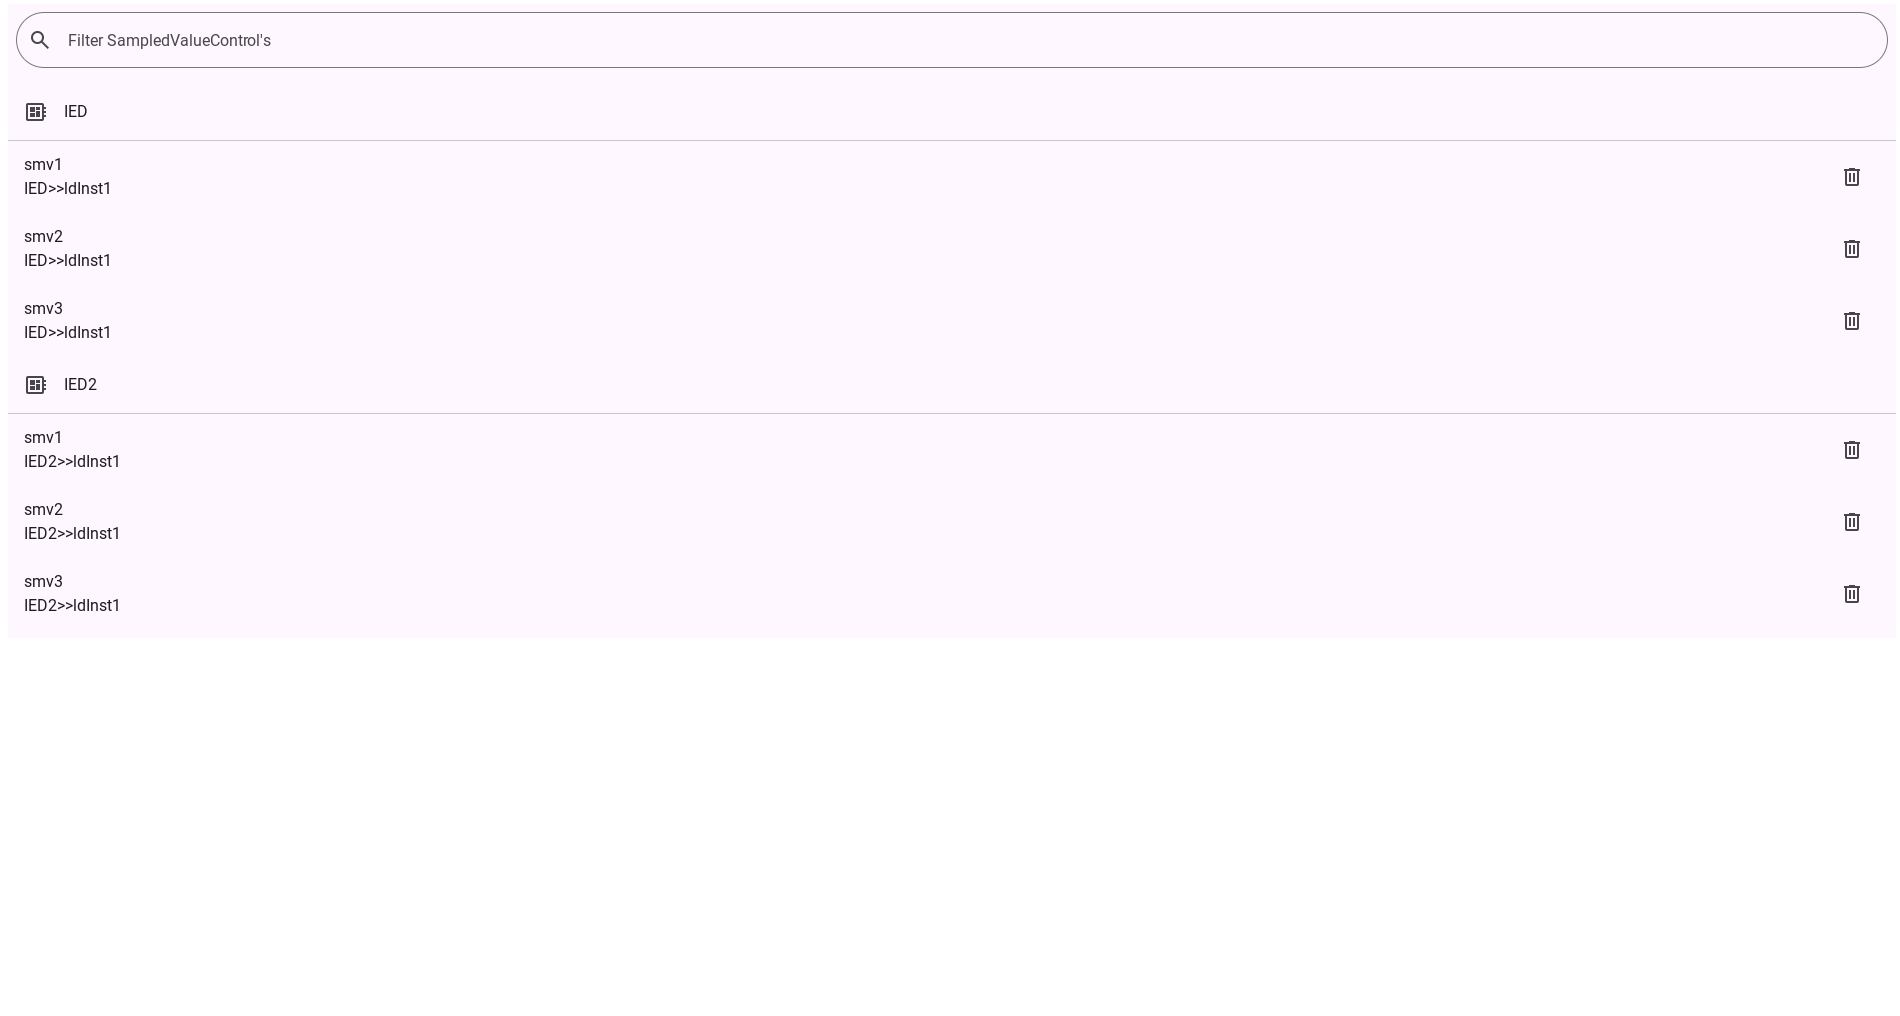 Filter SampledValueControl's
IED
smv1
IED>>ldInst1
smv2
IED>>ldInst1
smv3
IED>>ldInst1
IED2
smv1
IED2>>ldInst1
smv2
IED2>>ldInst1
smv3
IED2>>ldInst1